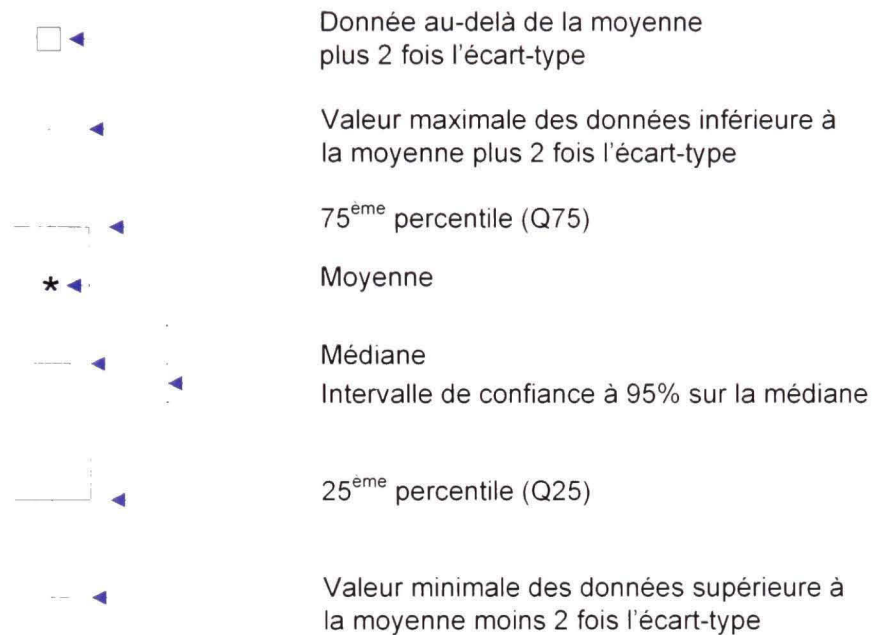 Donnée au-delà de la moyenne
plus 2 fois l'écart-type
Valeur maximale des données inférieure à
la moyenne plus 2 fois l'écart-type
75ème percentile (Q75)
Moyenne
Médiane
Intervalle de confiance à 95% sur la médiane
25ème percentile (Q25)
Valeur minimale des données supérieure à
la moyenne moins 2 fois l'écart-type